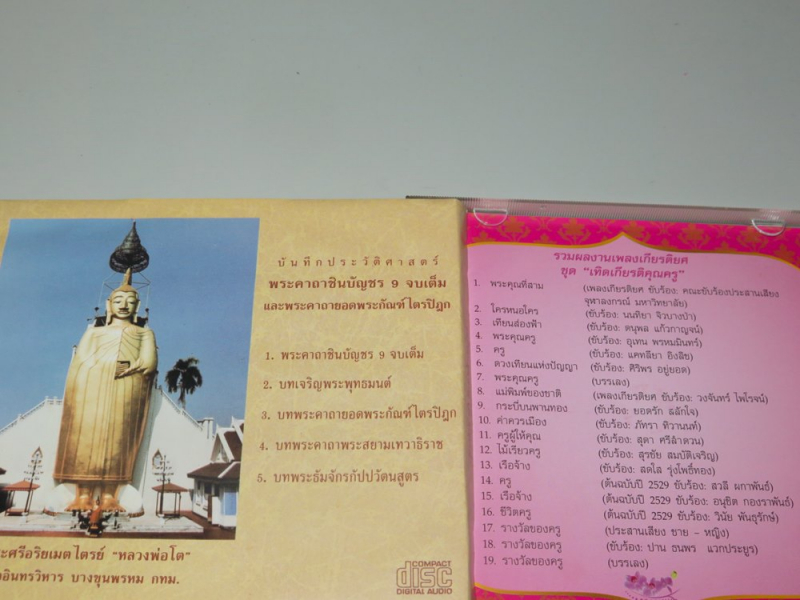 บันทึกประวัติศาสตร์
พระคาถาชินบัญชร 9 จบเต็ม
และพระคาถายอดพระกัณฑ์ไตรปิฎก
1. พระคาถาชินบัญชร 9 จบเต็ม
2. บทเจริญพระพุทธมนต์
3. บทพระคาถายอดพระกัณฑ์ไตรปิฎก
4. บทพระคาถาพระสยามเทวาธิราช
5. บทพระธัมจักรกัปปวัตนสูตร
ะศรีอริยเมตไตรย์ "หลวงพ่อโต"
อินทรวิหาร บางขุนพรหม กทม.
COMPACT
disc
DIGITAL AUDIO
รวมผลงานเพลงเกียรติยศ
ชุด "เทิดเกียรติคุณครู"
1. พระคุณที่สาม (เพลงเกียรติยศ ขับร้อง: คณะขับร้องประสานเสียง
จุฬาลงกรณ์ มหาวิทยาลัย)
2. ใครหนอใคร (ขับร้อง: นนทิยา จิวบางป่า)
3. เทียนส่องฟ้า (ขับร้อง: ดนุพล แก้วกาญจน์)
4. พระคุณครู (ขับร้อง: อุเทน พรหมมินทร์)
5. ครู (ขับร้อง: แคทลียา อิงลิช)
6. ดวงเทียนแห่งปัญญา (ขับร้อง: ศิริพร อยู่ยอด)
7. พระคุณครู (บรรเลง)
8. แม่พิมพ์ของชาติ (เพลงเกียรติยศ ขับร้อง: วงจันทร์ ไพโรจน์)
9. กระบี่บนพานทอง (ขับร้อง: ยอดรัก สลักใจ)
10. ค่าควรเมือง (ขับร้อง: ภัทรา ทิวานนท์)
11. ครูผู้ให้คุณ (ขับร้อง: สุดา ศรีลำดวน)
12. ไม้เรียวครู (ขับร้อง: สุรชัย สมบัติเจริญ)
13. เรือจ้าง (ขับร้อง: สดใส รุ่งโพธิ์ทอง)
14. ครู (ต้นฉบับปี 2529 ขับร้อง: สวลี ผกาพันธุ์)
15. เรือจ้าง (ต้นฉบับปี 2529 ขับร้อง: อนุชิต กองราพันธ์)
16. ชีวิตครู (ต้นฉบับปี 2529 ขับร้อง: วินัย พันธุรักษ์)
17. รางวัลของครู (ประสานเสียง ชาย - หญิง)
18. รางวัลของครู (ขับร้อง: ปาน ธนพร แวกประยูร)
19. รางวัลของครู (บรรเลง)